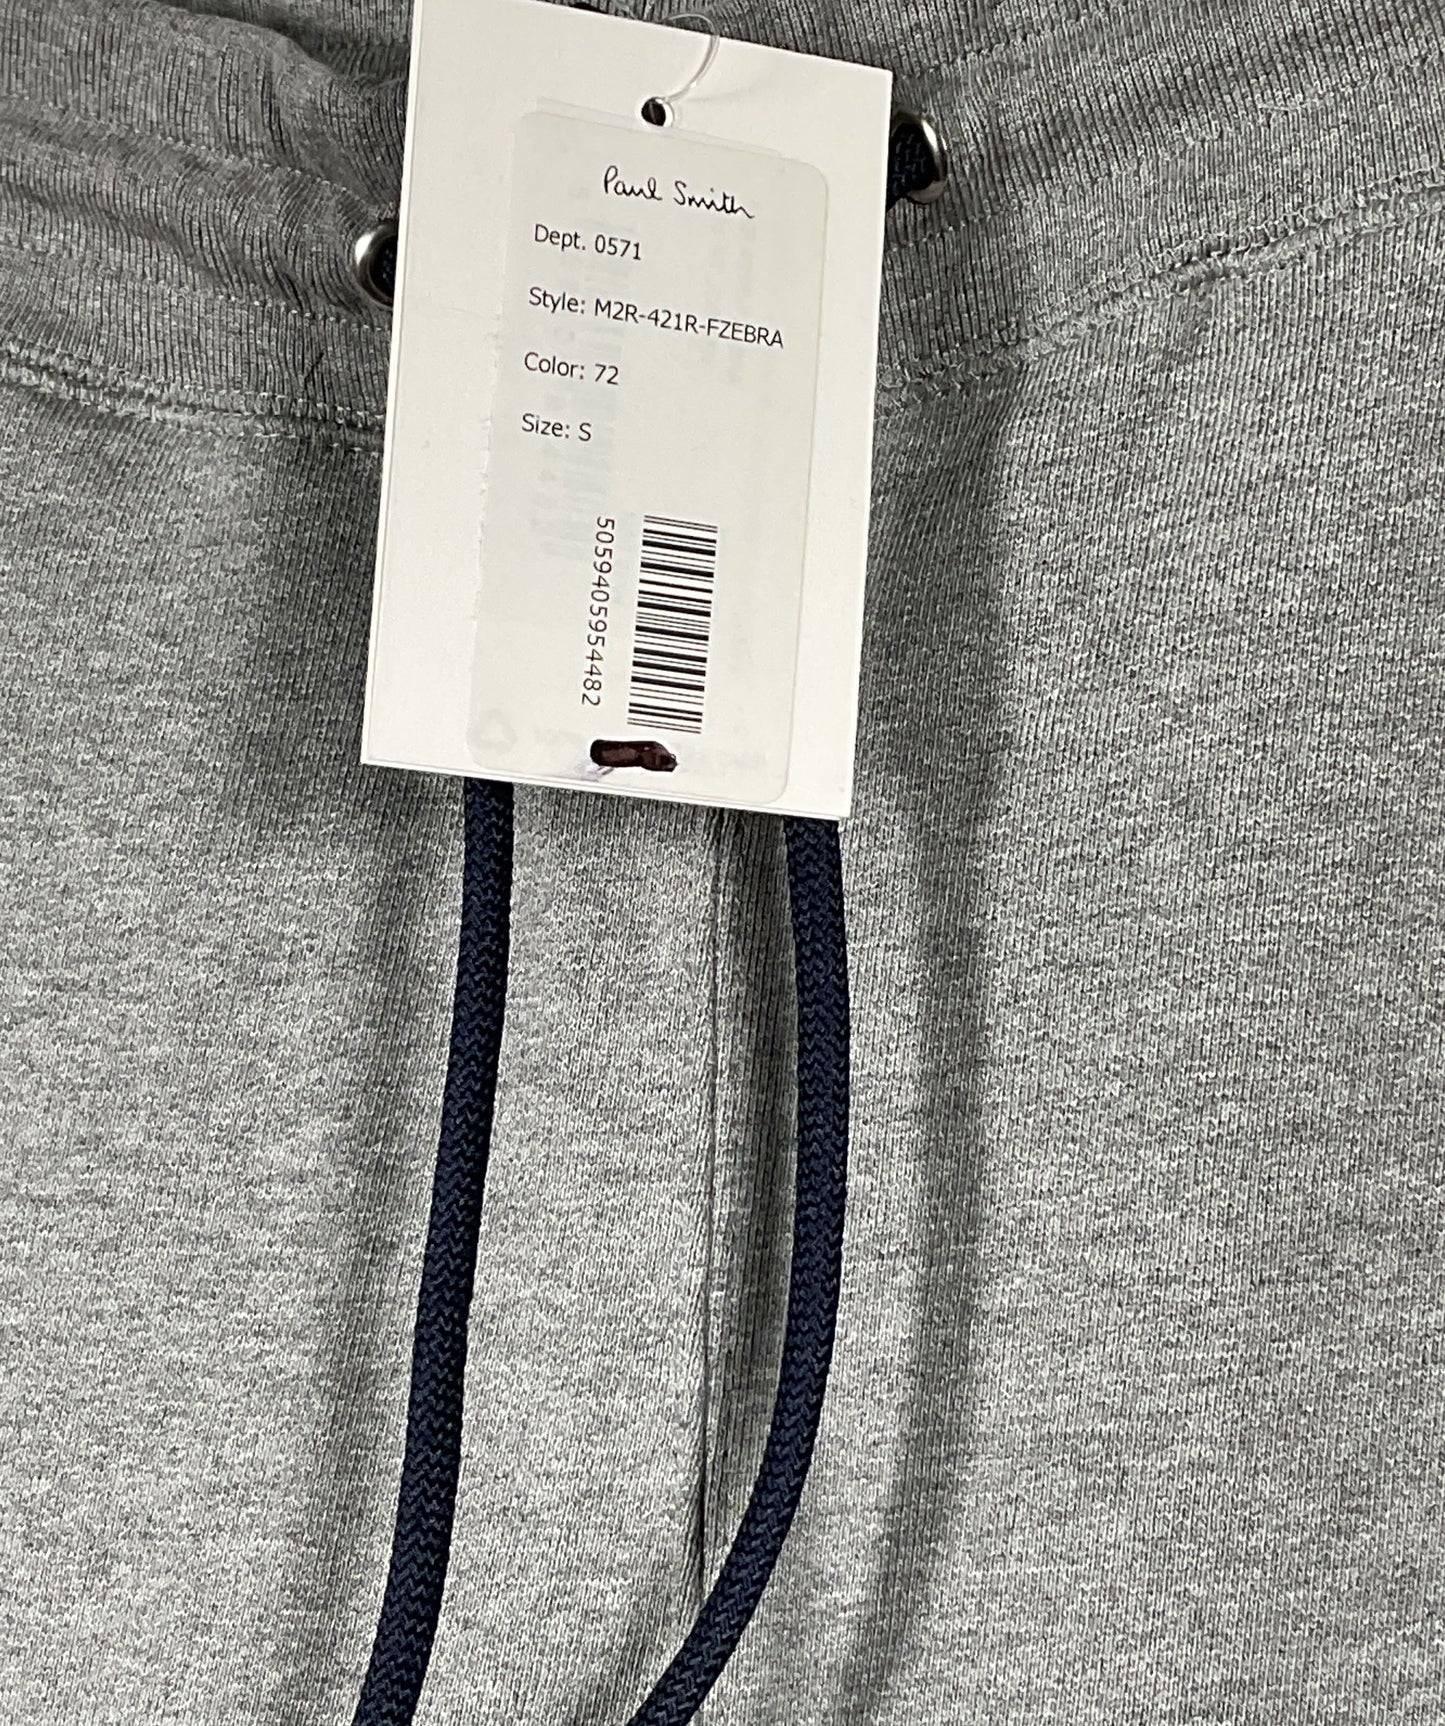 Paul Smith
Dept. 0571
Style: M2R-421R-FZEBRA
Color: 72
Size: S
5059405954482